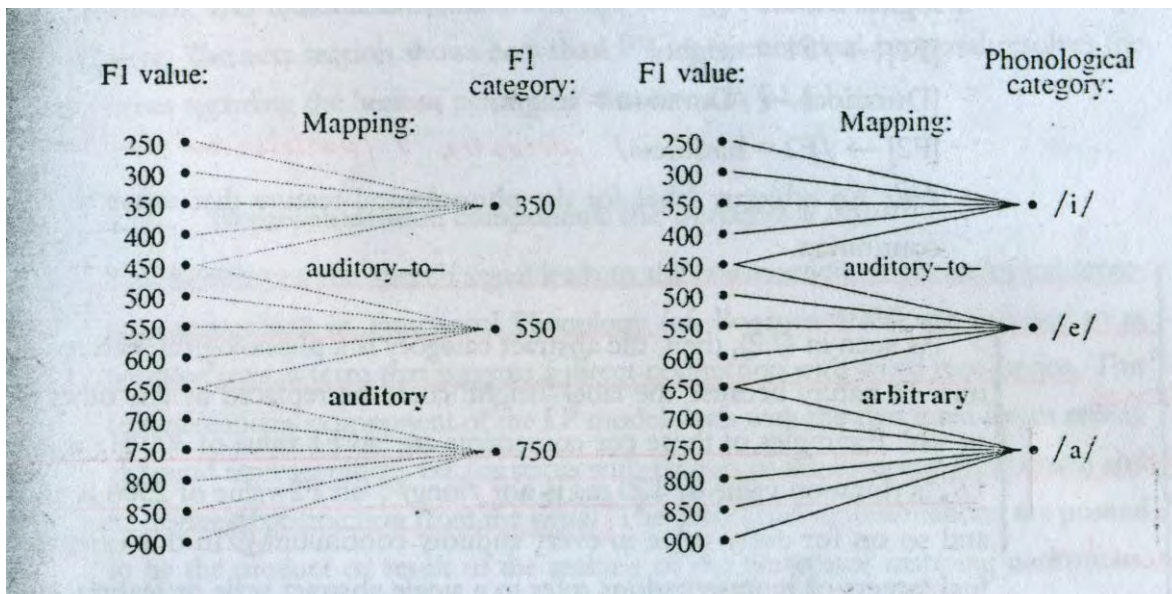 F1 value:
F1
category:
Mapping:
250
300
350
400
450
500
550
600
650
700
750
800
850
900
auditory-to-
auditory
350
550
750
F1 value:
Phonological
category:
Mapping:
250
300
350
400
450
500
550
600
650
700
750
800
850
900
auditory-to-
arbitrary
/i/
/e/
/a/